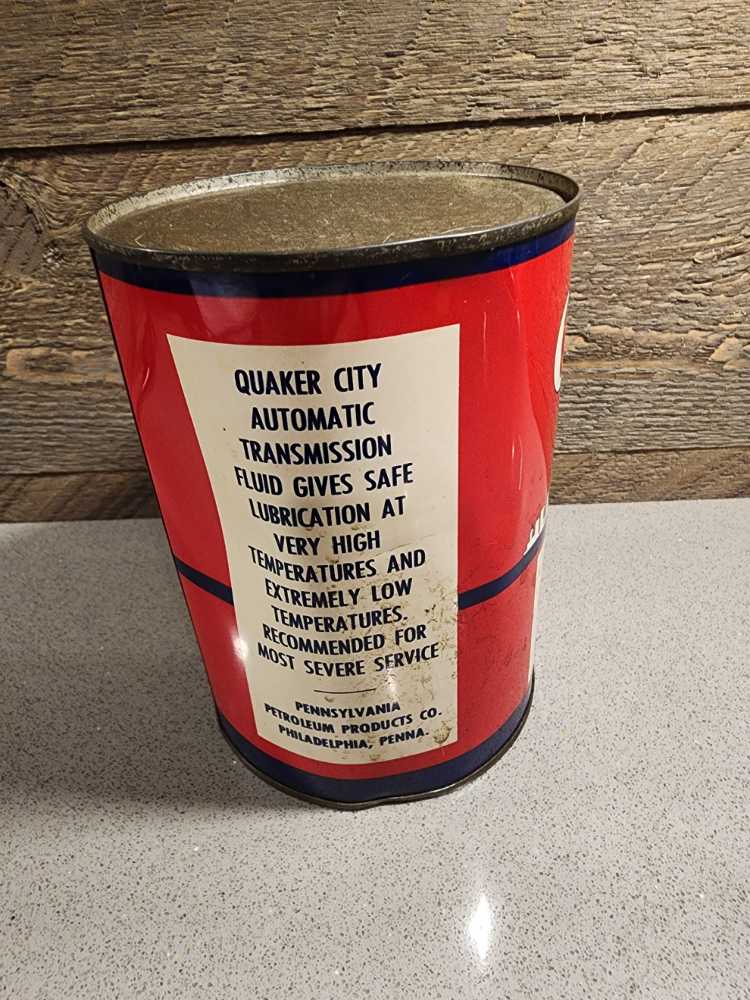 QUAKER CITY
AUTOMATIC
TRANSMISSION
FLUID GIVES SAFE
LUBRICATION AT
VERY HIGH
TEMPERATURES AND
EXTREMELY LOW
TEMPERATURES.
RECOMMENDED FOR
MOST SEVERE SERVICE
PENNSYLVANIA
PETROLEUM PRODUCTS CO.
PHILADELPHIA, PENNA.